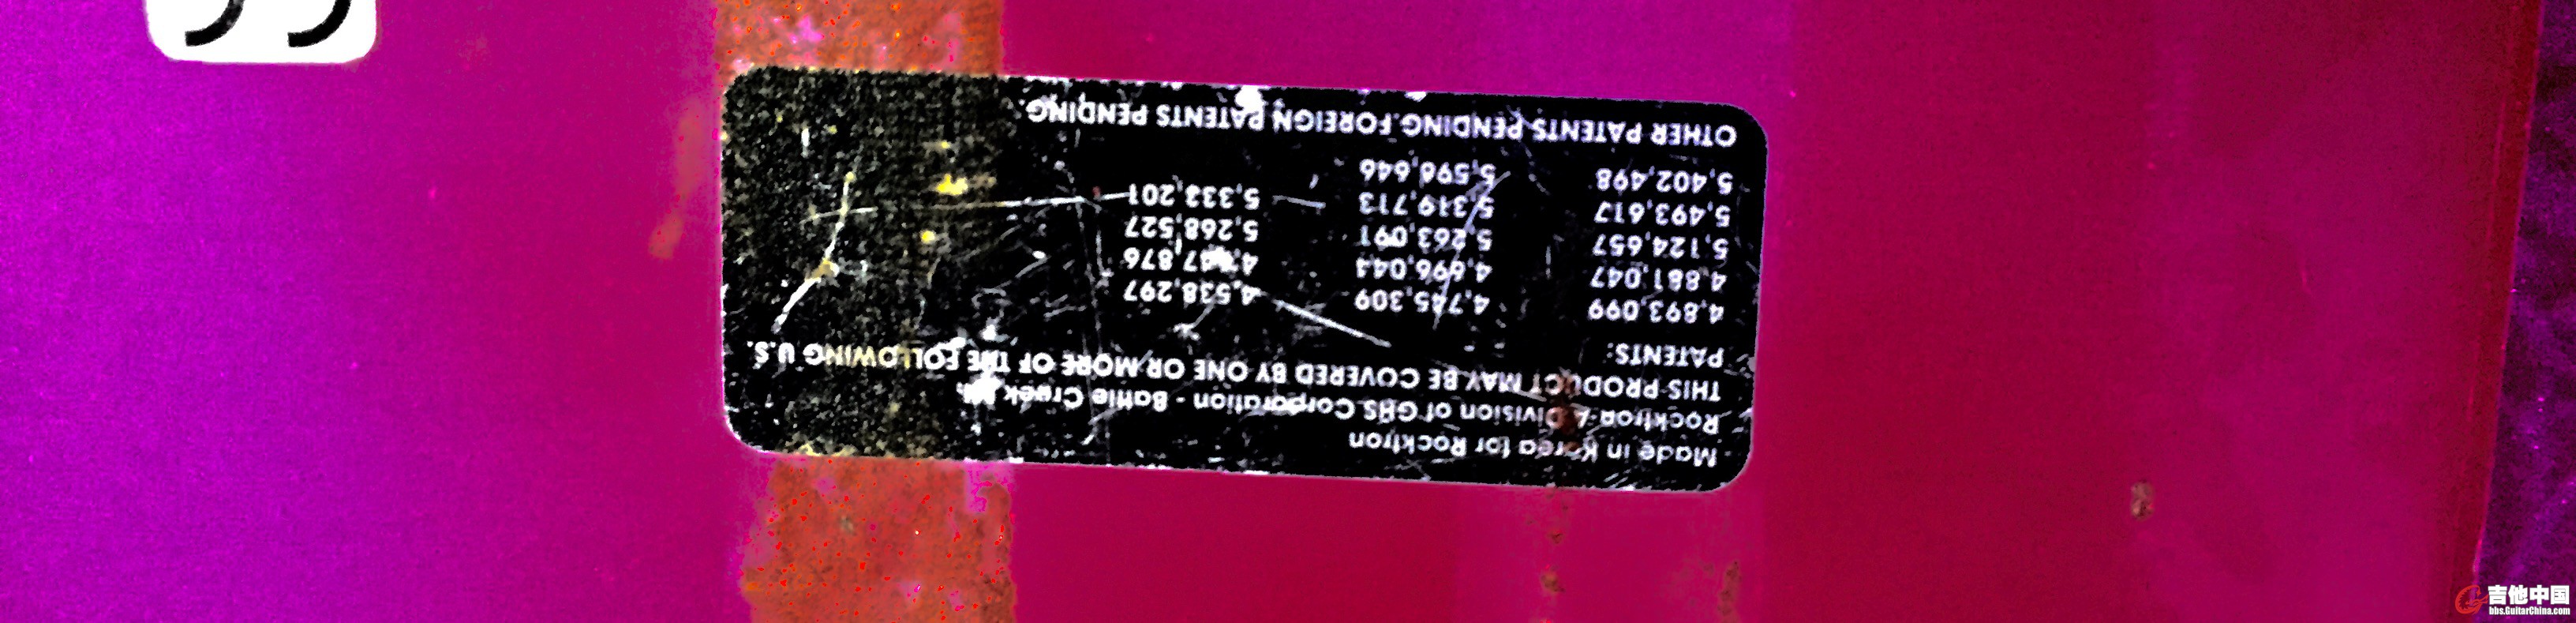 Made in Korea for Rocktron
Rocktron A Division of GHS Corporation - Battle Creek
THIS PRODUCT MAY BE COVERED BY ONE OR MORE OF THE FOLLOWING U.S.
PATENTS:
4,893,099 4,745,309 4,538,297
4,881,047 4,696,044
5,124,657 5,263,091 5,268,527
5,493,617 5,319,713 5,333,201
5,402,498 5,596,646
OTHER PATENTS PENDING. FOREIGN PATENTS PENDING.
吉他中国
bbs.GuitarChina.com